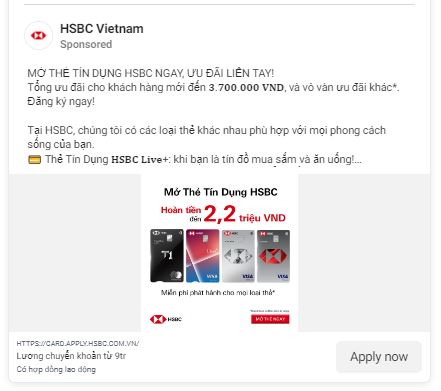 HSBC Vietnam
Sponsored
MỞ THẺ TÍN DỤNG HSBC NGAY, ƯU ĐÃI LIỀN TAY!
Tổng ưu đãi cho khách hàng mới đến 3.700.000 VND, và vô vàn ưu đãi khác*.
Đăng ký ngay!
Tại HSBC, chúng tôi có các loại thẻ khác nhau phù hợp với mọi phong cách
sống của bạn.
💳 Thẻ Tín Dụng HSBC Live+: khi bạn là tín đồ mua sắm và ăn uống!...
Mở Thẻ Tín Dụng HSBC
Hoàn tiền
đến 2,2 triệu VND
T1
VISA VISA VISA
Miễn phí phát hành cho mọi loại thẻ*
HSBC
MỞ THẺ NGAY
HTTPS://CARD.APPLY.HSBC.COM.VN/
Lương chuyển khoản từ 9tr
Có hợp đồng lao động
Apply now